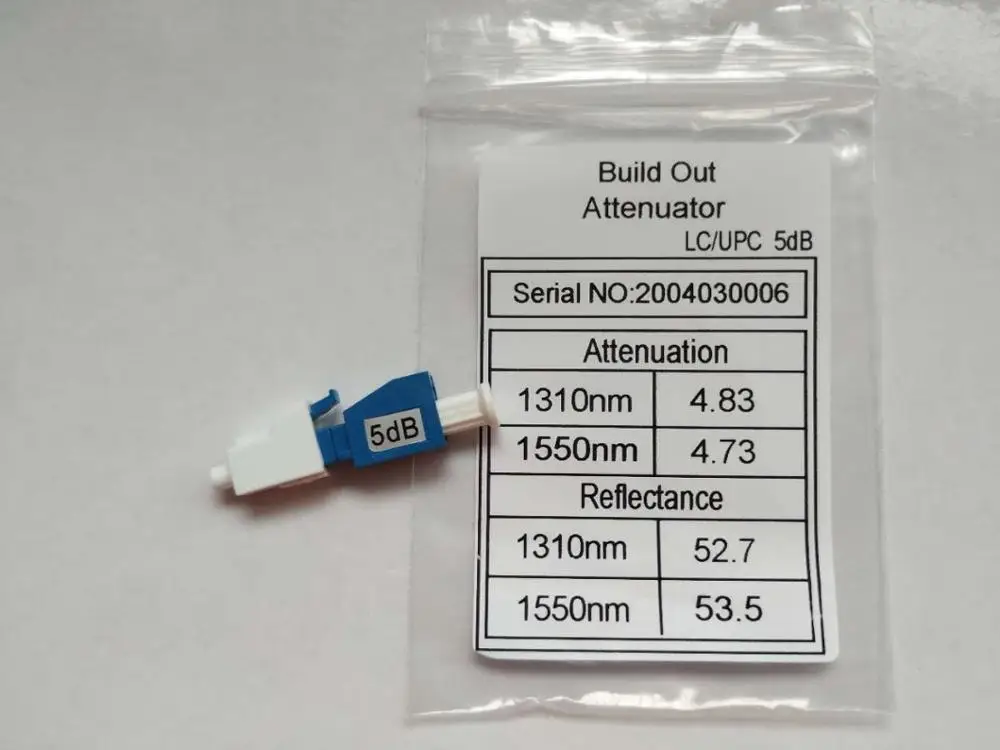 Build Out
Attenuator
LC/UPC 5dB
Serial NO:2004030006
Attenuation
1310nm 4.83
1550nm 4.73
Reflectance
1310nm 52.7
1550nm 53.5
5dB